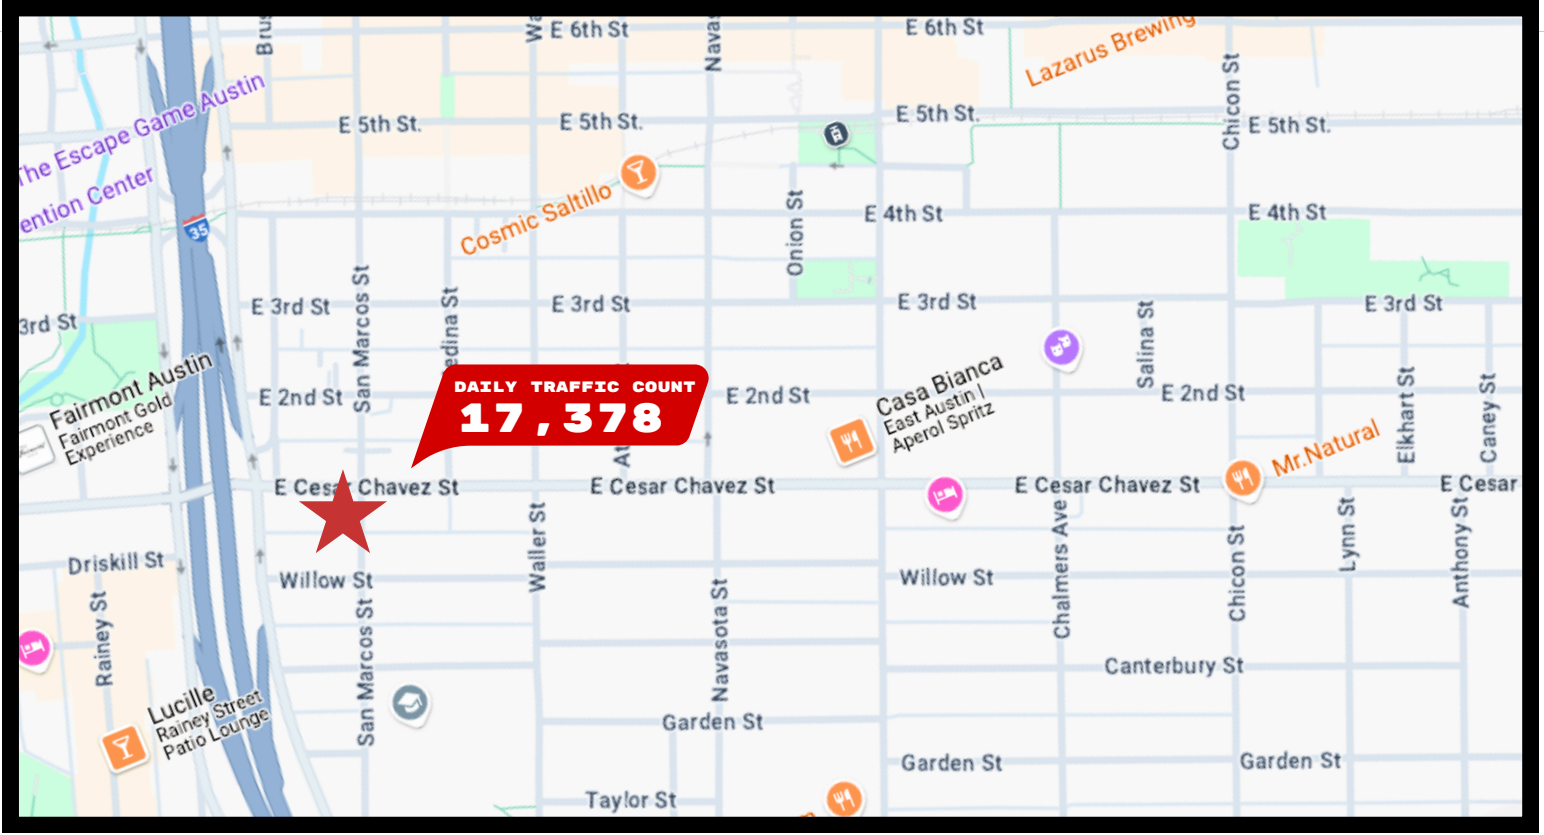 Brus
Wa
E 6th St
Navas
E 6th St
Lazarus Brewing
The Escape Game Austin
E 5th St.
E 5th St.
E 5th St.
Chicon St
E 5th St.
ention Center
35
Cosmic Saltillo
Onion St
E 4th St
E 4th St
3rd St
E 3rd St
San Marcos St
edina St
E 3rd St
E 3rd St
Salina St
E 3rd St
Fairmont Austin
Fairmont Gold
Experience
E 2nd St
DAILY TRAFFIC COUNT
17,378
At
E 2nd St
Casa Bianca
East Austin |
Aperol Spritz
E 2nd St
Elkhart St
Caney St
Mr.Natural
E Cesar Chavez St
E Cesar Chavez St
E Cesar Chavez St
E Cesar
Driskill St
Willow St
Waller St
Willow St
Chalmers Ave
Chicon St
Lynn St
Anthony St
Rainey St
San Marcos St
Navasota St
Canterbury St
Lucille
Rainey Street
Patio Lounge
Garden St
Garden St
Garden St
Taylor St